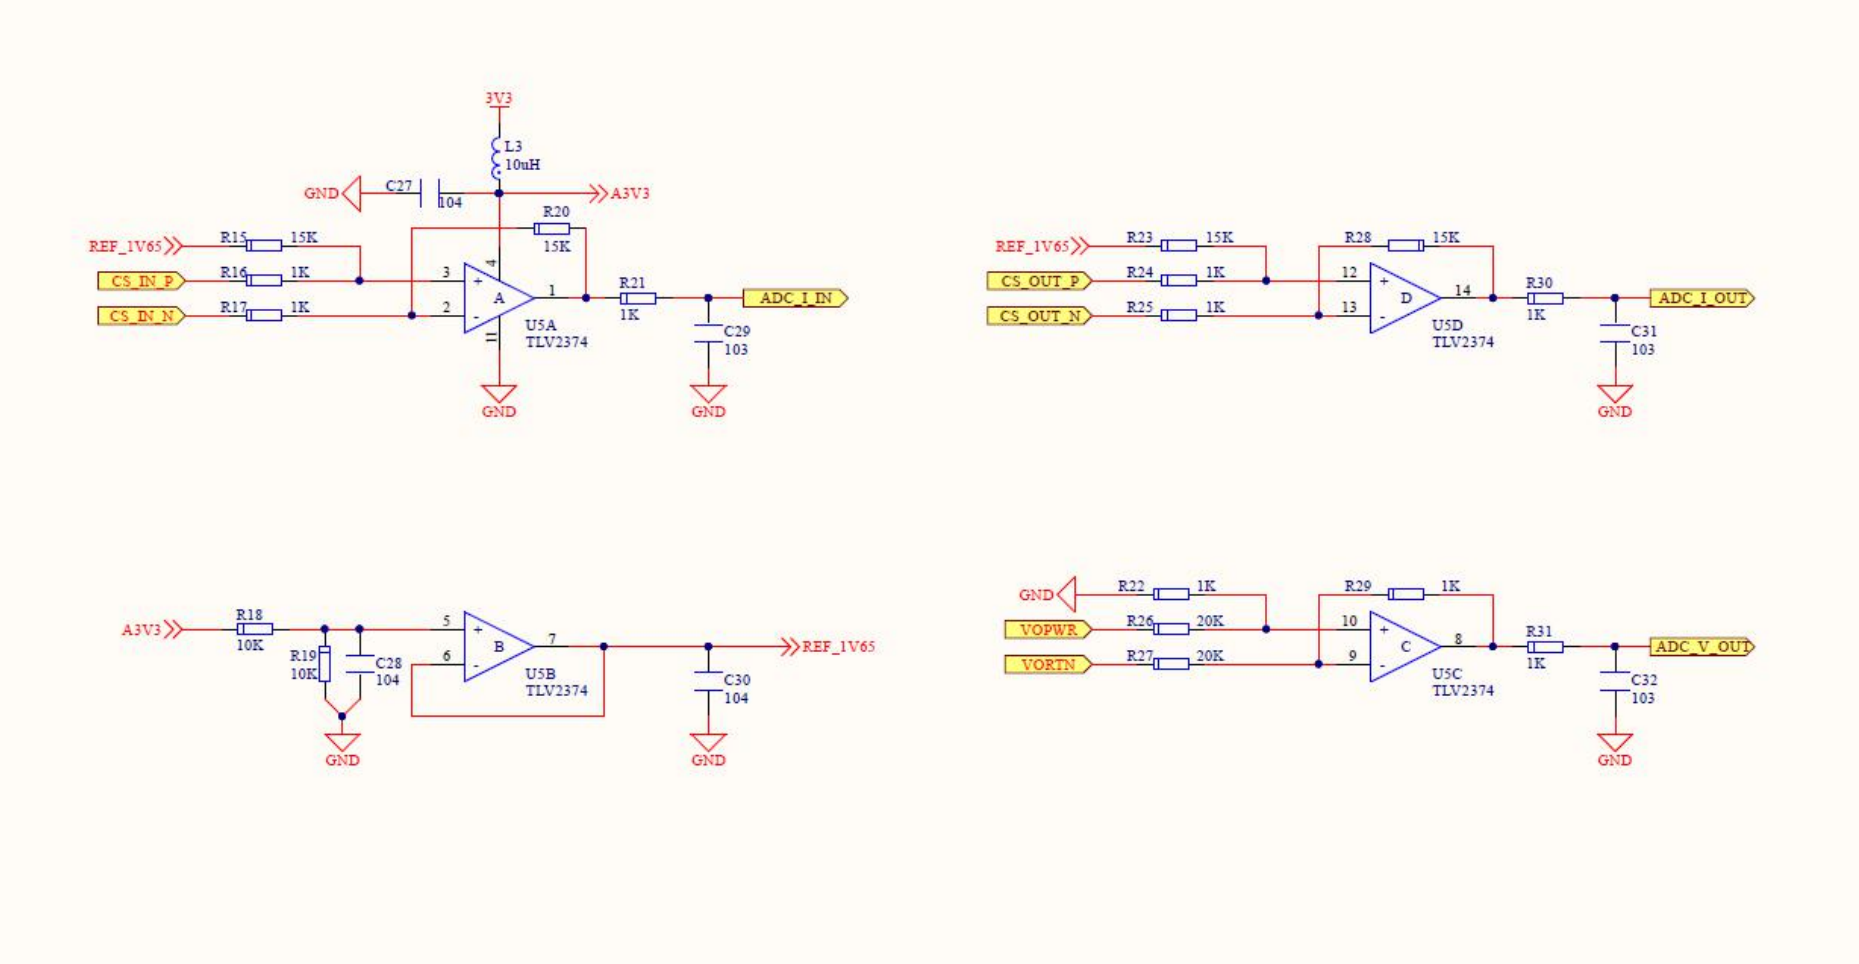 3V3
L3
10uH
GND
C27
104
A3V3
R20
15K
REF_1V65
R15
15K
CS_IN_P
R16
1K
CS_IN_N
R17
1K
3
2
4
11
+
-
A
1
U5A
TLV2374
R21
1K
ADC_I_IN
C29
103
GND
GND
REF_1V65
R23
15K
CS_OUT_P
R24
1K
CS_OUT_N
R25
1K
R28
15K
12
13
+
-
D
14
U5D
TLV2374
R30
1K
ADC_I_OUT
C31
103
GND
A3V3
R18
10K
R19
10K
C28
104
GND
5
6
+
-
B
7
U5B
TLV2374
C30
104
GND
REF_1V65
GND
R22
1K
VOPWR
R26
20K
VORTN
R27
20K
R29
1K
10
9
+
-
C
8
U5C
TLV2374
R31
1K
ADC_V_OUT
C32
103
GND